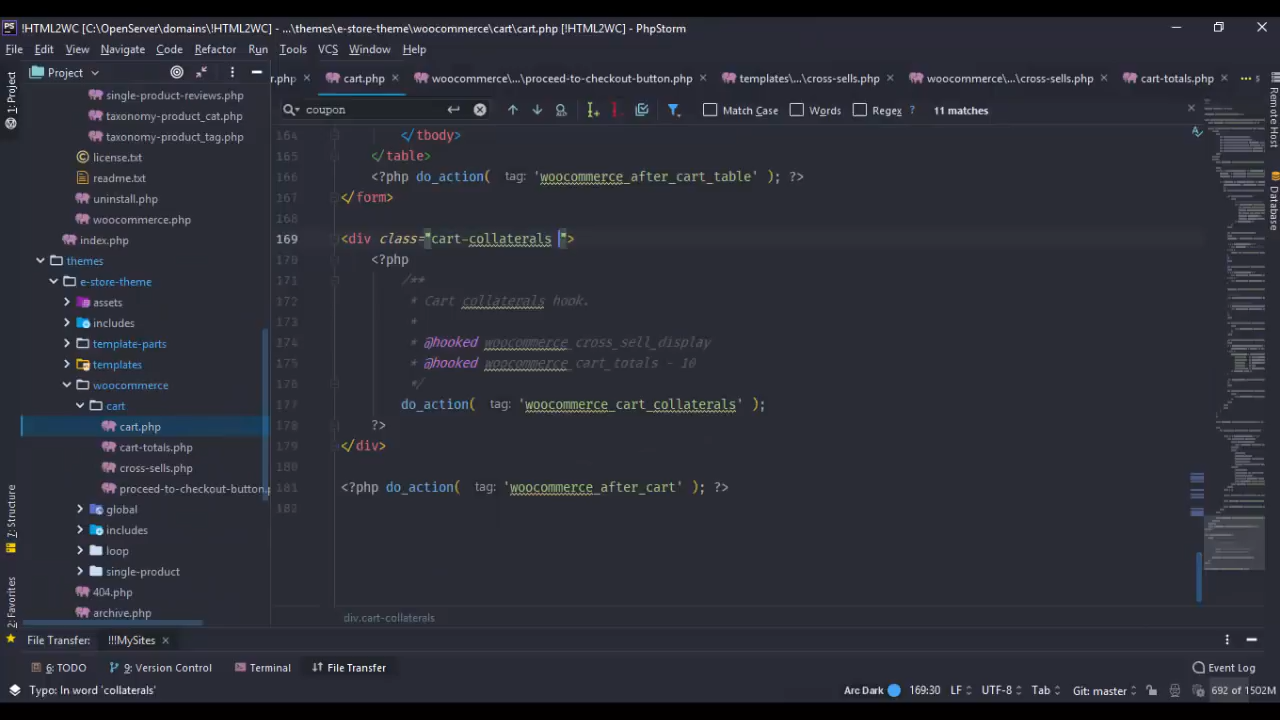 !HTML2WC [C:\OpenServer\domains\!HTML2WC] - ...\themes\e-store-theme\woocommerce\cart\cart.php [!HTML2WC] - PhpStorm
File Edit View Navigate Code Refactor Run Tools VCS Window Help
Project
r.php cart.php woocommerce\...\proceed-to-checkout-button.php templates\...\cross-sells.php woocommerce\...\cross-sells.php cart-totals.php
coupon Match Case Words Regex ? 11 matches
1: Project
7: Structure
2: Favorites
Remote Host
Database
single-product-reviews.php
taxonomy-product_cat.php
taxonomy-product_tag.php
license.txt
readme.txt
uninstall.php
woocommerce.php
index.php
themes
e-store-theme
assets
includes
template-parts
templates
woocommerce
cart
cart.php
cart-totals.php
cross-sells.php
proceed-to-checkout-button.p
global
includes
loop
single-product
404.php
archive.php
164 </tbody>
165 </table>
166 <?php do_action( tag: 'woocommerce_after_cart_table' ); ?>
167 </form>
168
169 <div class="cart-collaterals ">
170 <?php
171 /**
172 * Cart collaterals hook.
173 *
174 * @hooked woocommerce_cross_sell_display
175 * @hooked woocommerce_cart_totals - 10
176 */
177 do_action( tag: 'woocommerce_cart_collaterals' );
178 ?>
179 </div>
180
181 <?php do_action( tag: 'woocommerce_after_cart' ); ?>
182
div.cart-collaterals
File Transfer: !!!MySites
6: TODO 9: Version Control Terminal File Transfer Event Log
Typo: In word 'collaterals' Arc Dark 169:30 LF UTF-8 Tab Git: master 692 of 1502M